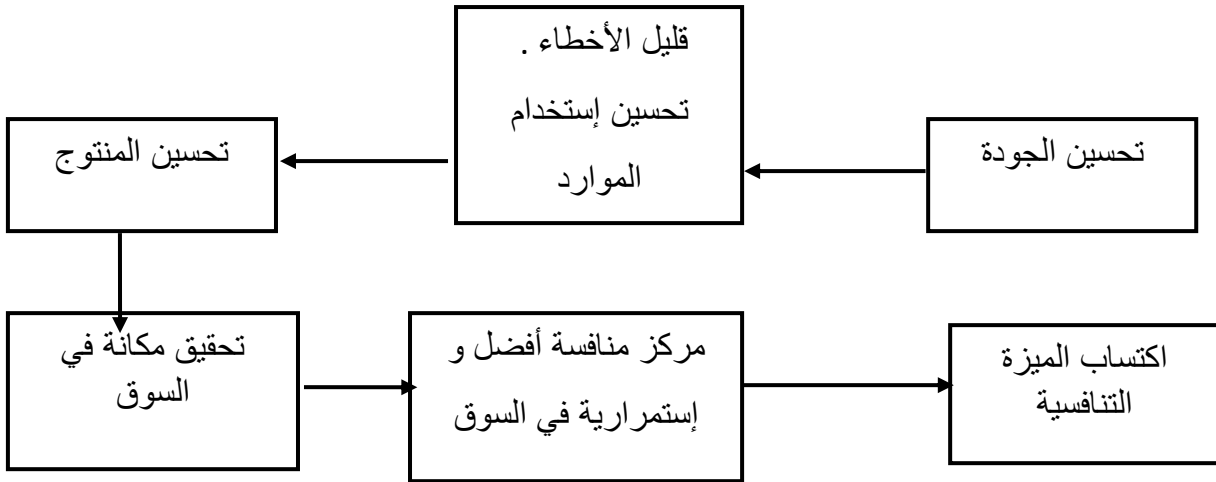 تحسين الجودة
قليل الأخطاء .
تحسين إستخدام
الموارد
تحسين المنتوج
تحقيق مكانة في
السوق
مركز منافسة أفضل و
إستمرارية في السوق
اكتساب الميزة
التنافسية